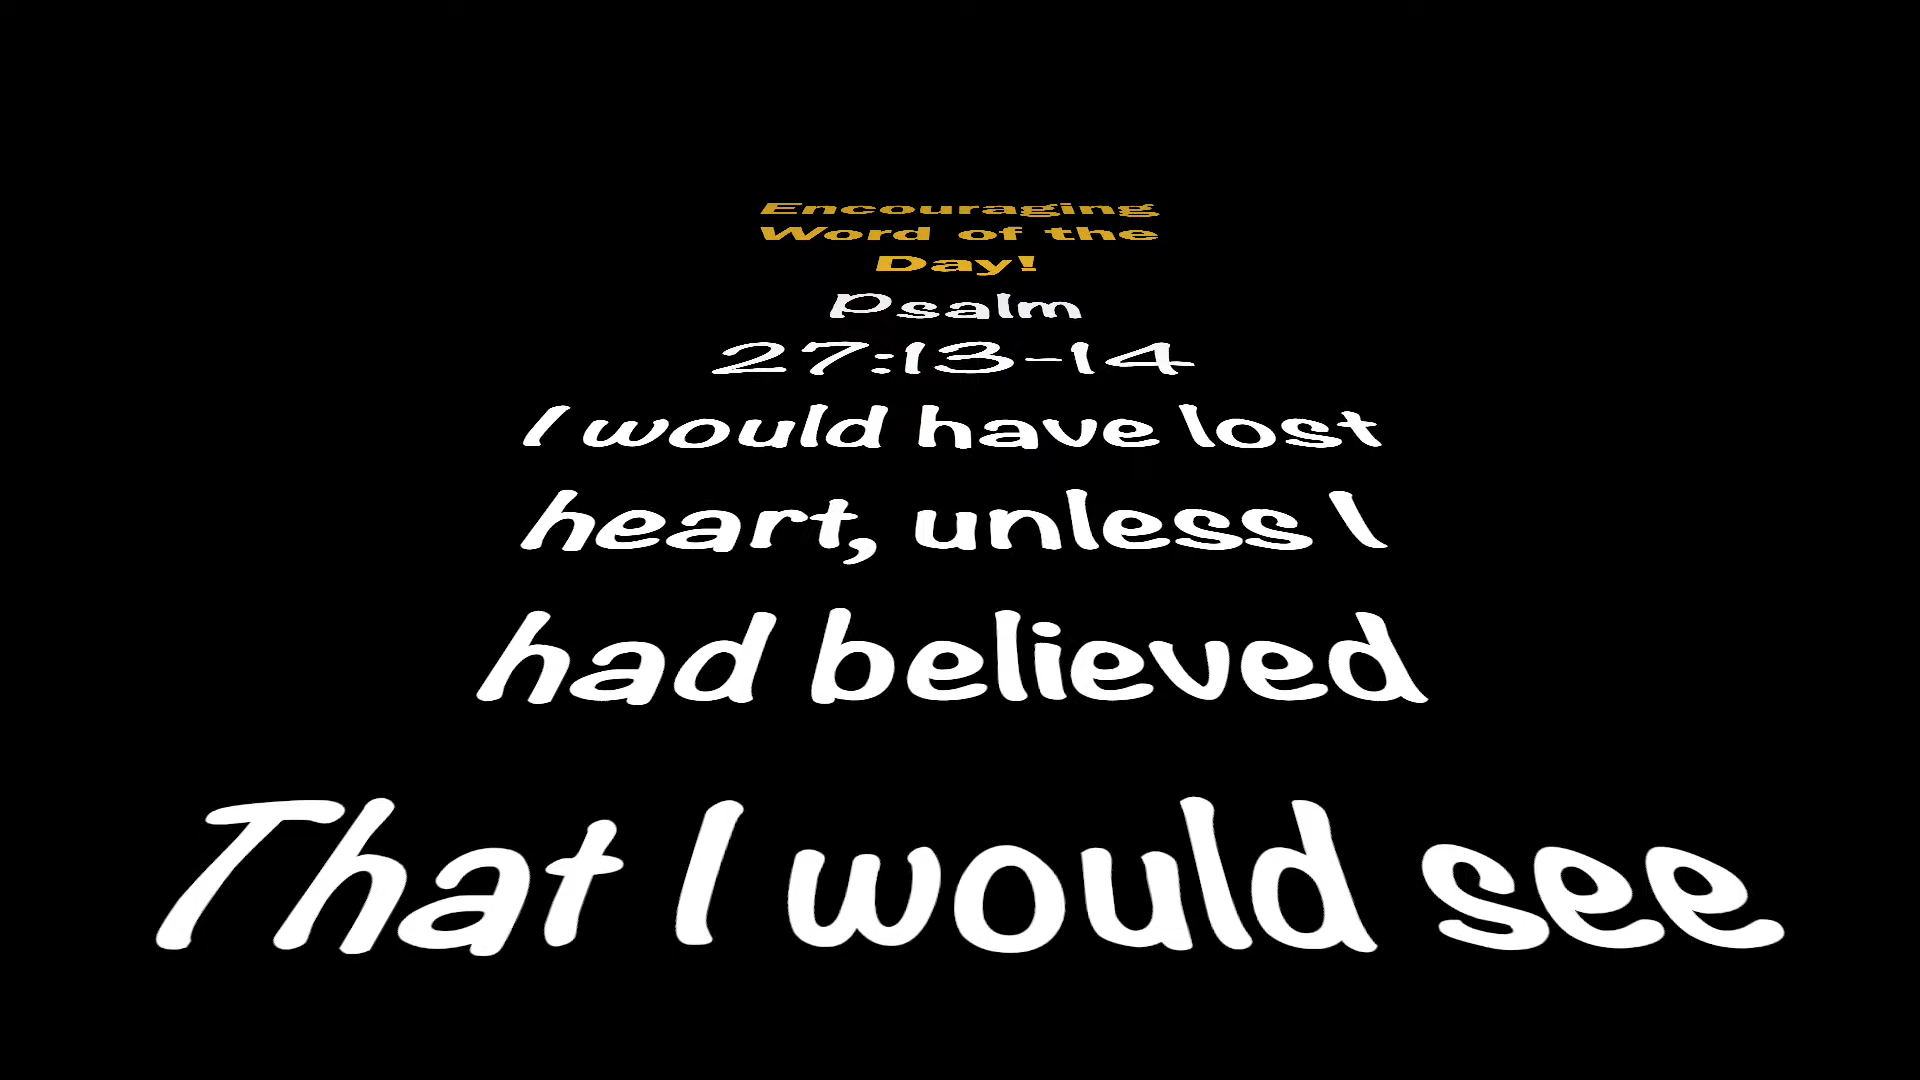 Encouraging
Word of the
Day!
Psalm
27:13-14
I would have lost
heart, unless I
had believed
That I would see